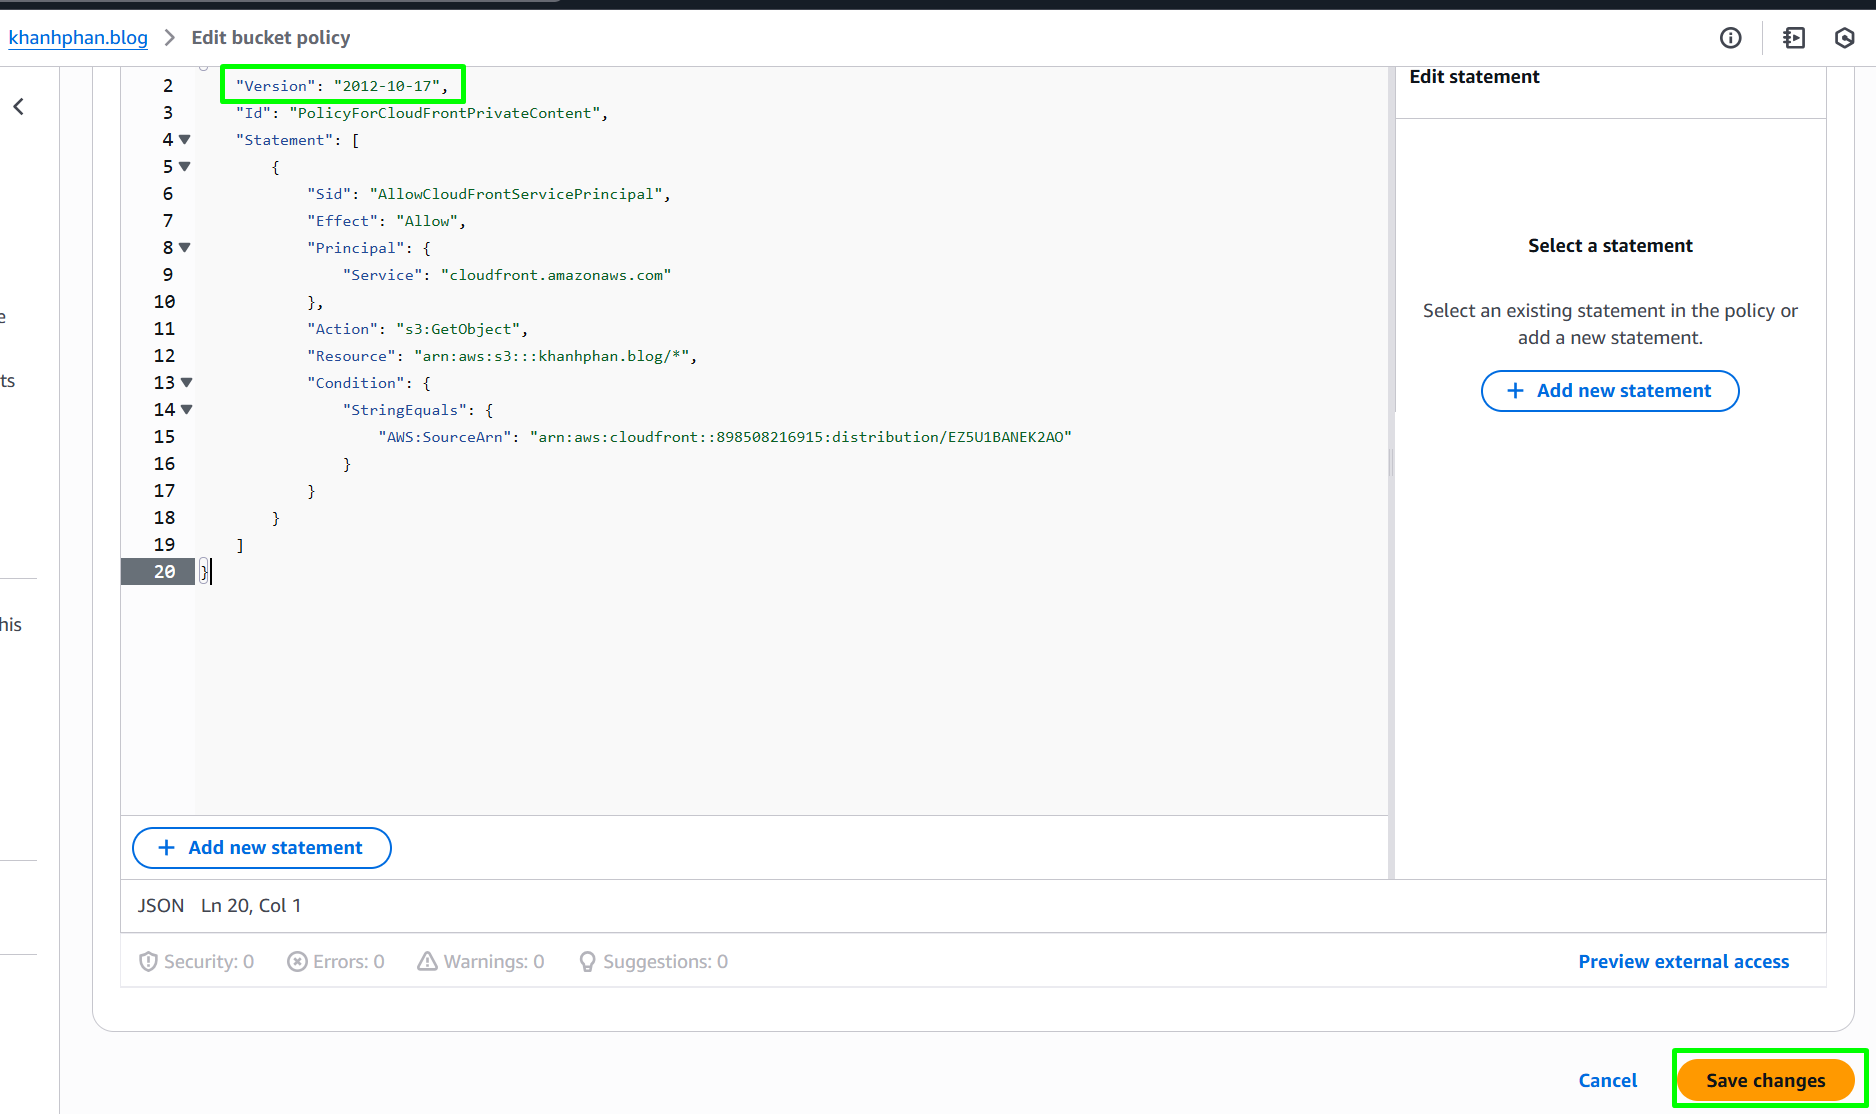 khanhphan.blog > Edit bucket policy
2 "Version": "2012-10-17",
3 "Id": "PolicyForCloudFrontPrivateContent",
4 "Statement": [
5 {
6 "Sid": "AllowCloudFrontServicePrincipal",
7 "Effect": "Allow",
8 "Principal": {
9 "Service": "cloudfront.amazonaws.com"
10 },
11 "Action": "s3:GetObject",
12 "Resource": "arn:aws:s3:::khanhphan.blog/*",
13 "Condition": {
14 "StringEquals": {
15 "AWS:SourceArn": "arn:aws:cloudfront::898508216915:distribution/EZ5U1BANEK2AO"
16 }
17 }
18 }
19 ]
20 }
Edit statement
Select a statement
Select an existing statement in the policy or
add a new statement.
+ Add new statement
+ Add new statement
JSON Ln 20, Col 1
Security: 0 Errors: 0 Warnings: 0 Suggestions: 0
Preview external access
Cancel
Save changes